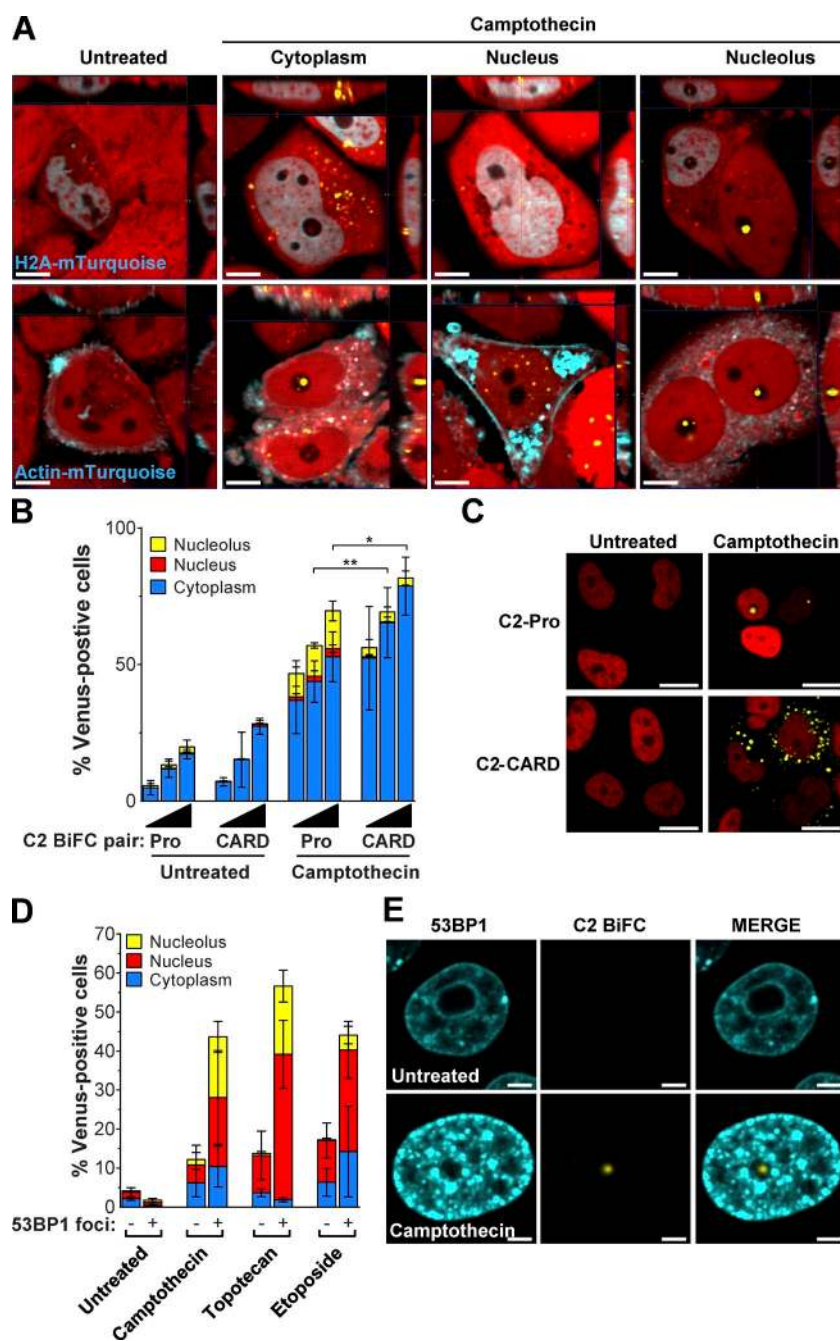 A
Camptothecin
Untreated Cytoplasm Nucleus Nucleolus
H2A-mTurquoise
Actin-mTurquoise
B
100
50
0
% Venus-postive cells
Nucleolus
Nucleus
Cytoplasm
*
**
C2 BiFC pair: Pro CARD Pro CARD
Untreated Camptothecin
C
Untreated Camptothecin
C2-Pro
C2-CARD
D
70
60
50
40
30
20
10
0
% Venus-positive cells
Nucleolus
Nucleus
Cytoplasm
53BP1 foci: - + - + - + - +
Untreated
Camptothecin
Topotecan
Etoposide
E
53BP1 C2 BiFC MERGE
Untreated
Camptothecin